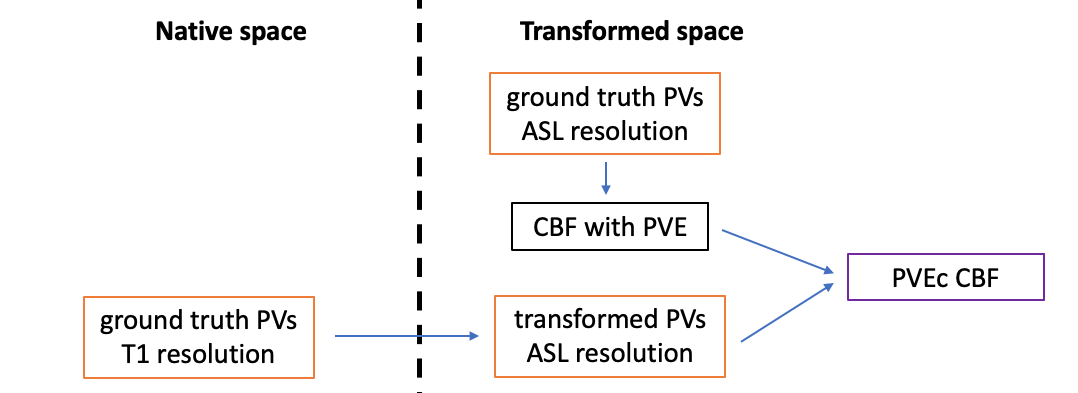 Native space
Transformed space
ground truth PVs
ASL resolution
CBF with PVE
PVEc CBF
ground truth PVs
T1 resolution
transformed PVs
ASL resolution